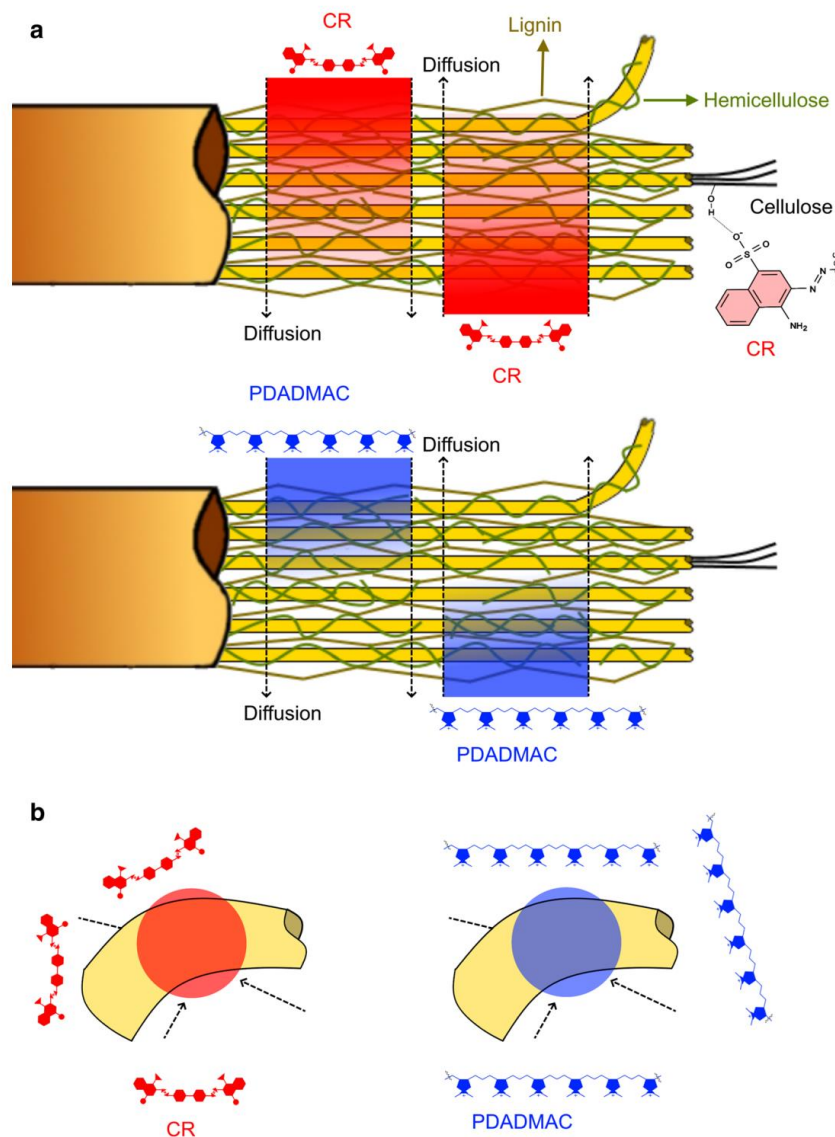 a
CR
Lignin
Diffusion
Hemicellulose
Cellulose
O
H
O-
O
S
O
N
N
NH2
Diffusion
CR
CR
PDADMAC
Diffusion
Diffusion
PDADMAC
b
CR
PDADMAC